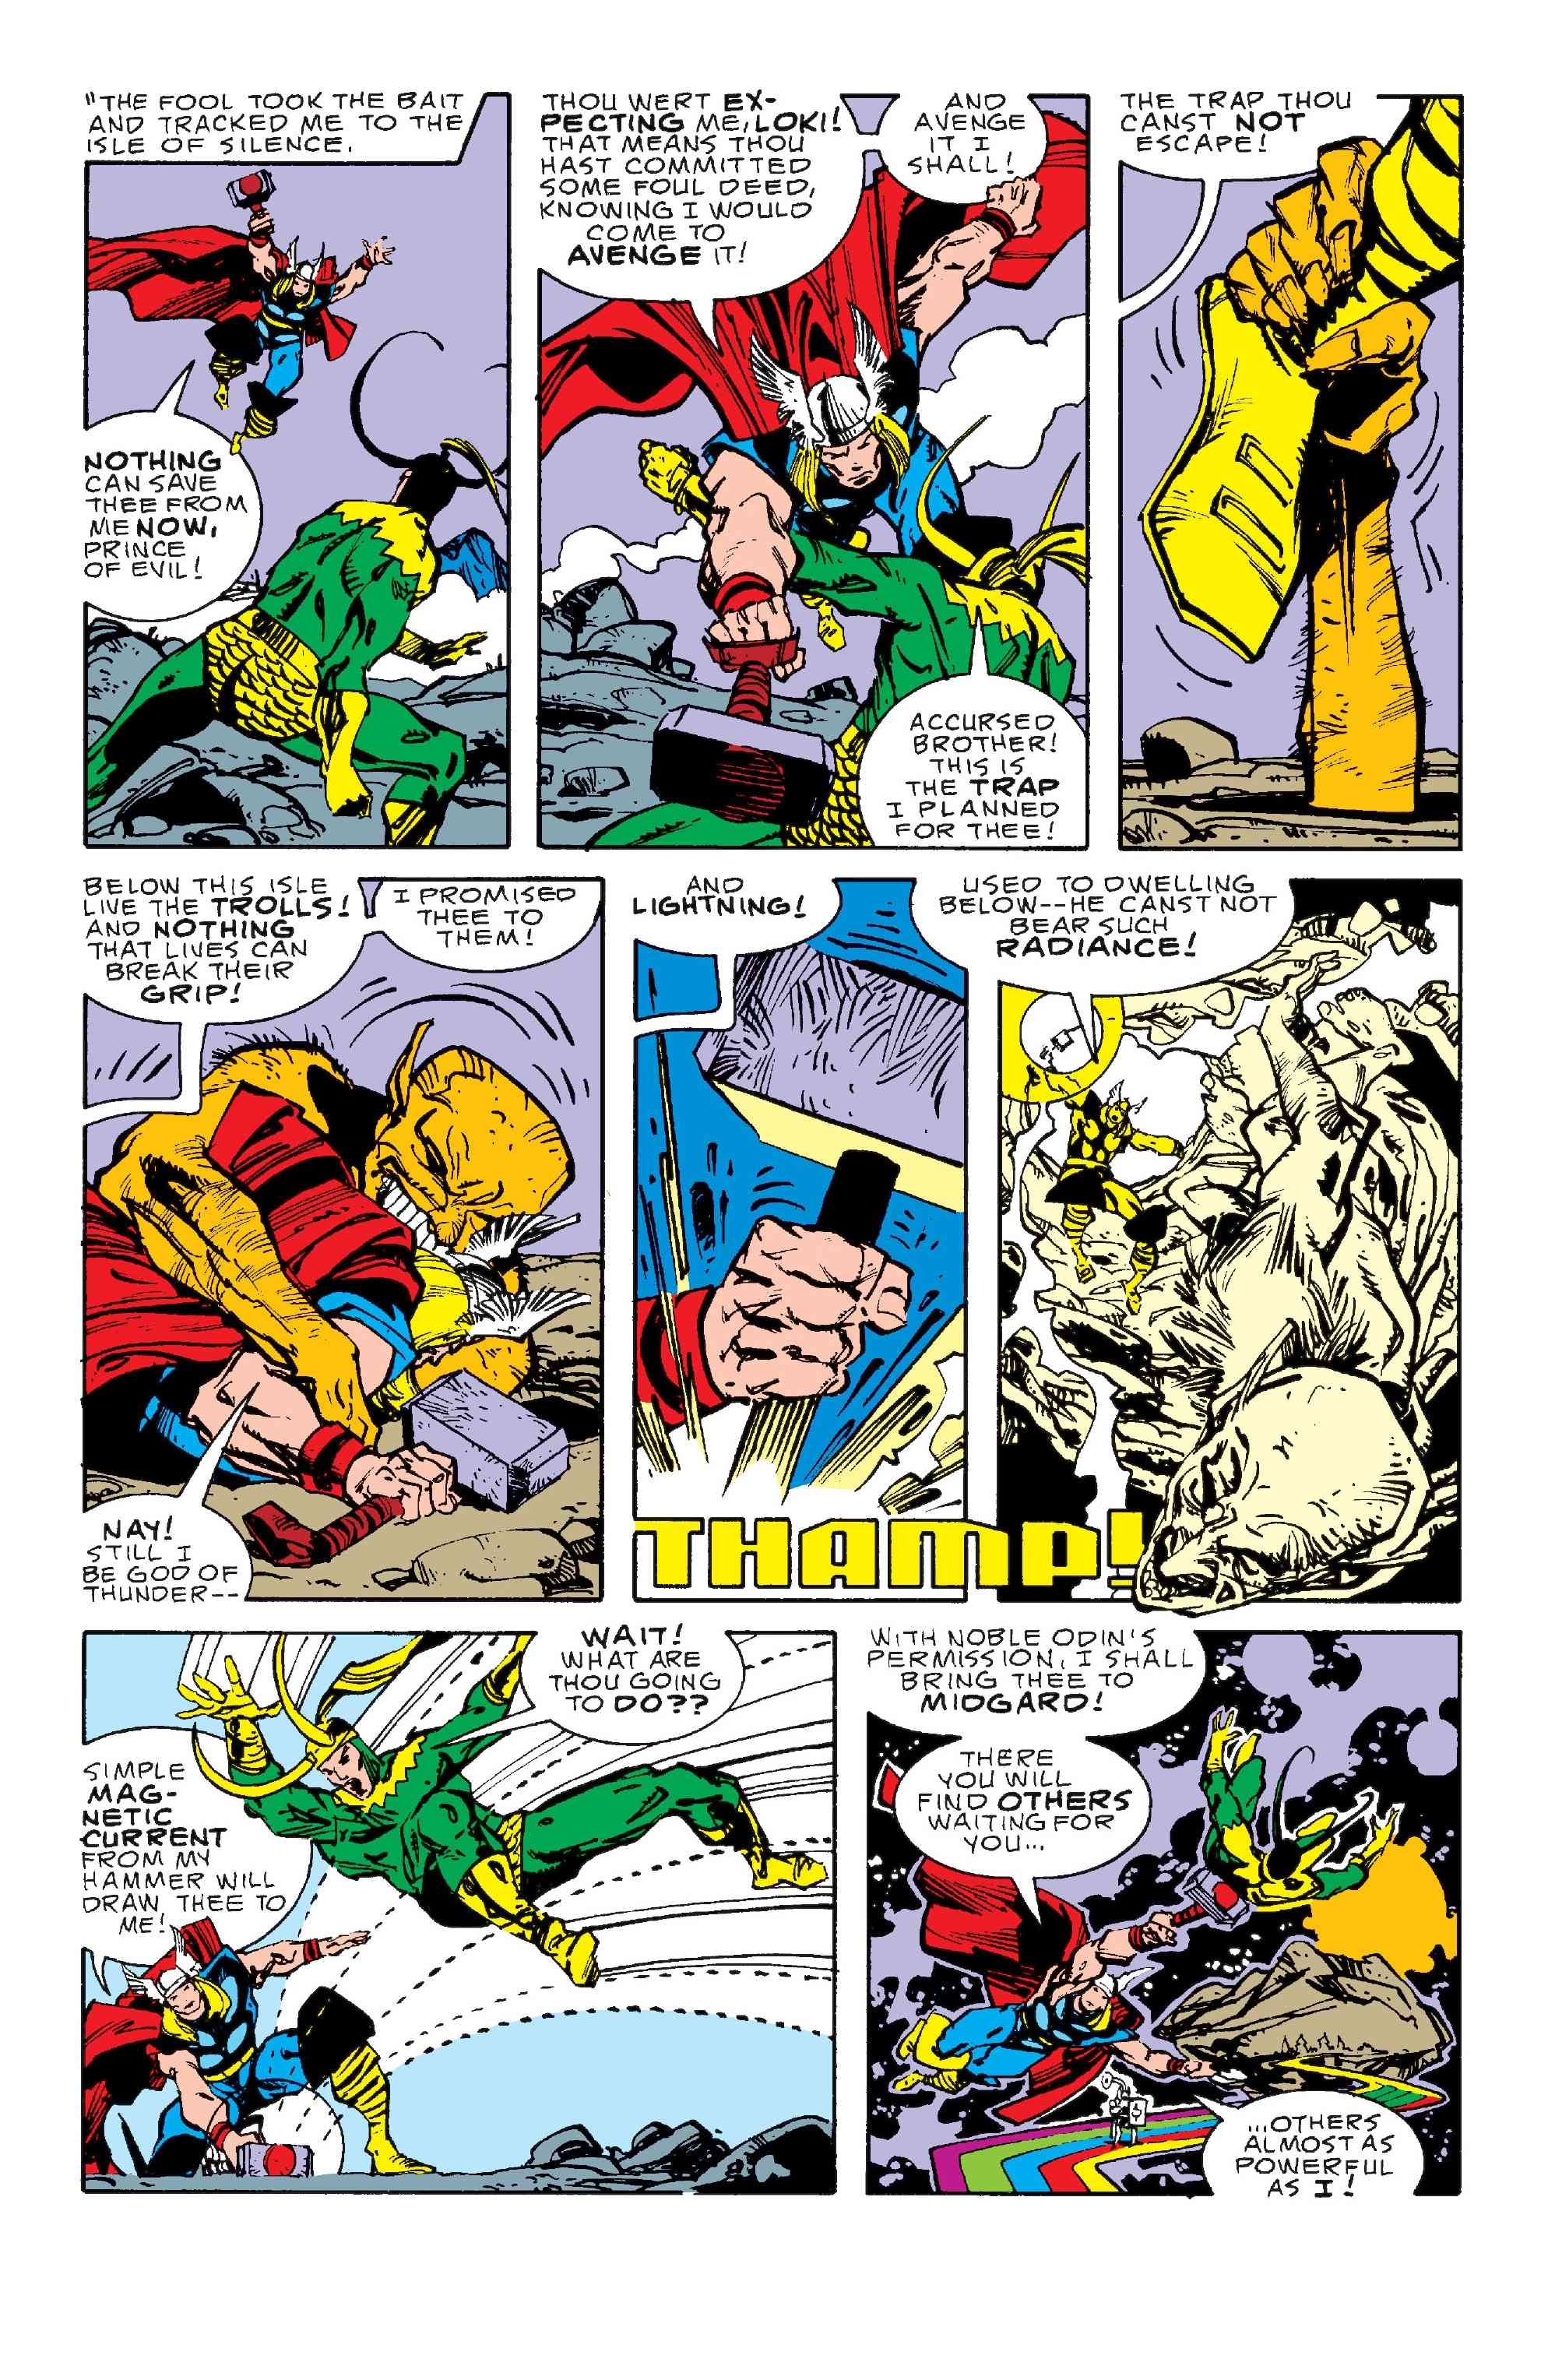 "THE FOOL TOOK THE BAIT
AND TRACKED ME TO THE
ISLE OF SILENCE.
NOTHING
CAN SAVE
THEE FROM
ME NOW,
PRINCE
OF EVIL!
THOU WERT EX-
PECTING ME, LOKI!
THAT MEANS THOU
HAST COMMITTED
SOME FOUL DEED,
KNOWING I WOULD
COME TO
AVENGE IT!
AND
AVENGE
IT I
SHALL!
ACCURSED
BROTHER!
THIS IS
THE TRAP
I PLANNED
FOR THEE!
THE TRAP THOU
CANST NOT
ESCAPE!
BELOW THIS ISLE
LIVE THE TROLLS!
AND NOTHING
THAT LIVES CAN
BREAK THEIR
GRIP!
I PROMISED
THEE TO
THEM!
NAY!
STILL I
BE GOD OF
THUNDER--
AND
LIGHTNING!
USED TO DWELLING
BELOW--HE CANST NOT
BEAR SUCH
RADIANCE!
THAMP!
WAIT!
WHAT ARE
THOU GOING
TO DO??
SIMPLE
MAG-
NETIC
CURRENT
FROM MY
HAMMER WILL
DRAW THEE TO
ME!
WITH NOBLE ODIN'S
PERMISSION, I SHALL
BRING THEE TO
MIDGARD!
THERE
YOU WILL
FIND OTHERS
WAITING FOR
YOU...
...OTHERS
ALMOST AS
POWERFUL
AS I!